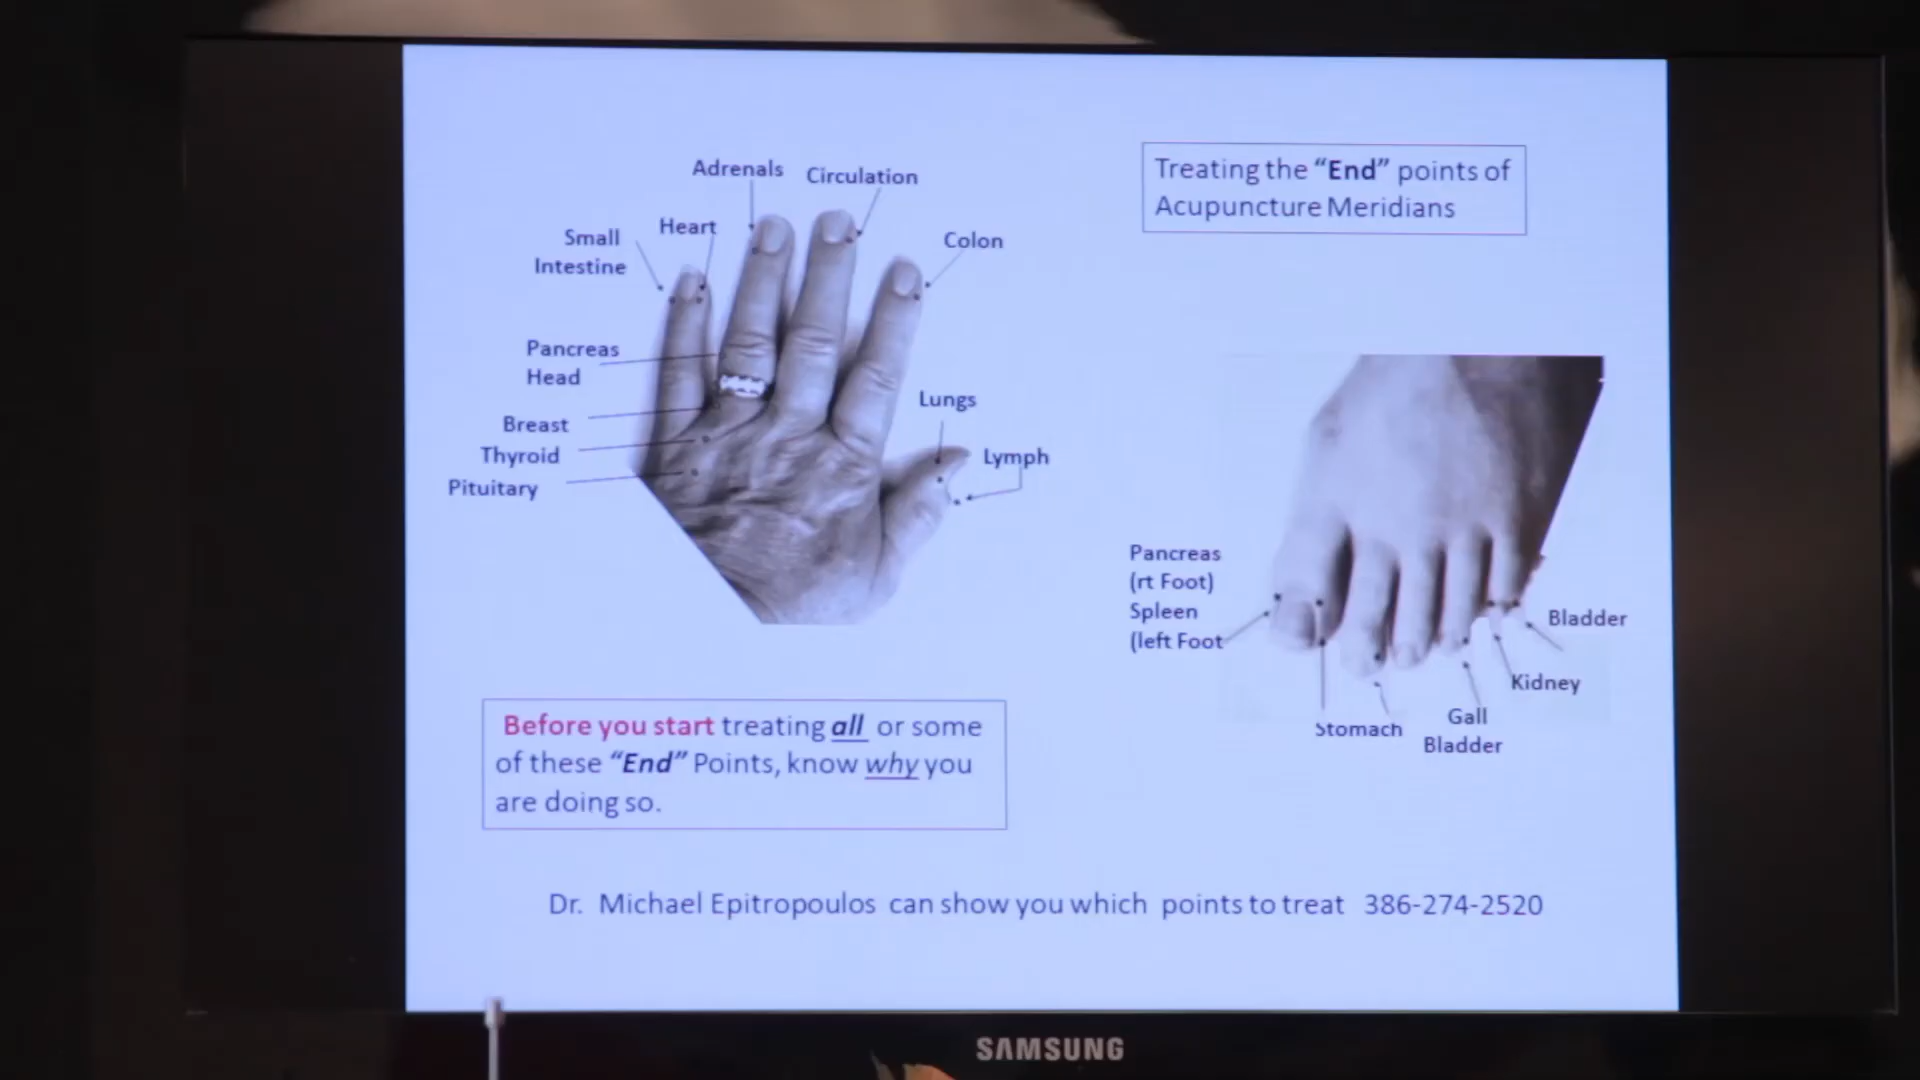 Adrenals
Circulation
Small
Intestine
Heart
Colon
Pancreas
Head
Breast
Thyroid
Pituitary
Lungs
Lymph
Treating the “End” points of
Acupuncture Meridians
Pancreas
(rt Foot)
Spleen
(left Foot
Stomach
Gall
Bladder
Kidney
Bladder
Before you start treating all or some
of these “End” Points, know why you
are doing so.
Dr. Michael Epitropoulos can show you which points to treat 386-274-2520
SAMSUNG